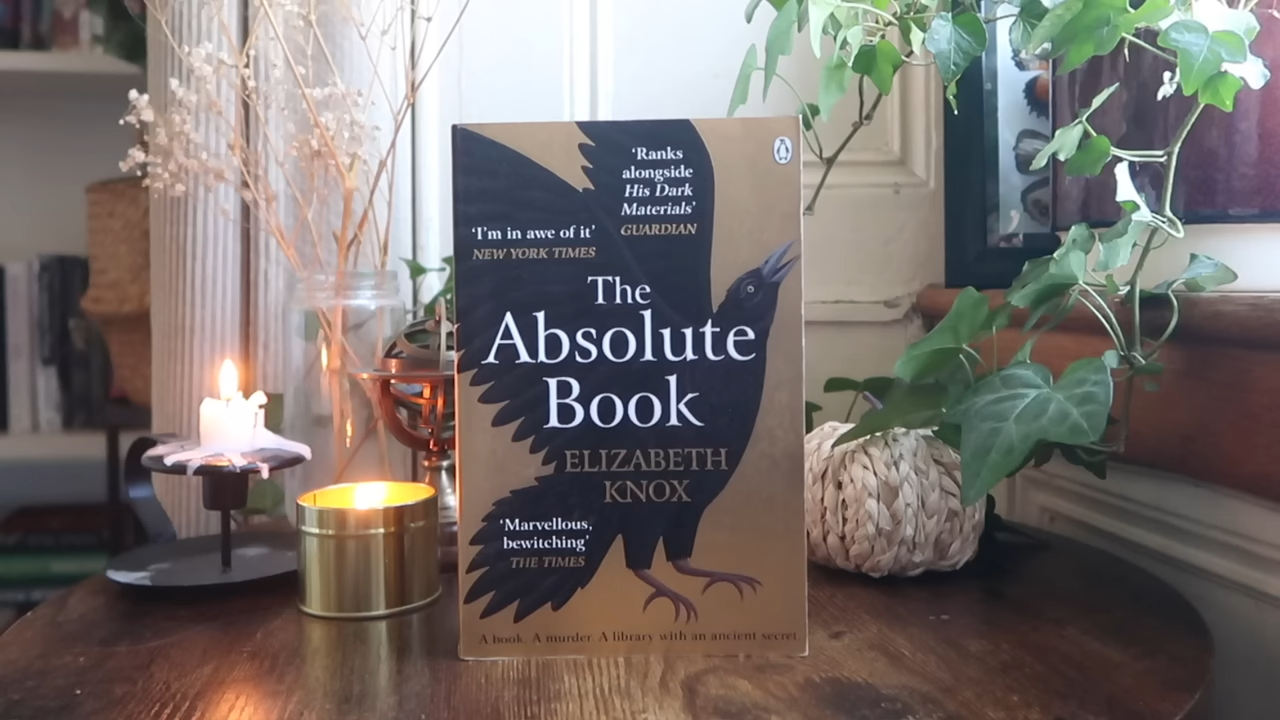 ‘Ranks
alongside
His Dark
Materials’
GUARDIAN
‘I’m in awe of it’
NEW YORK TIMES
The
Absolute
Book
ELIZABETH
KNOX
‘Marvellous,
bewitching’
THE TIMES
A book. A murder. A library with an ancient secret.